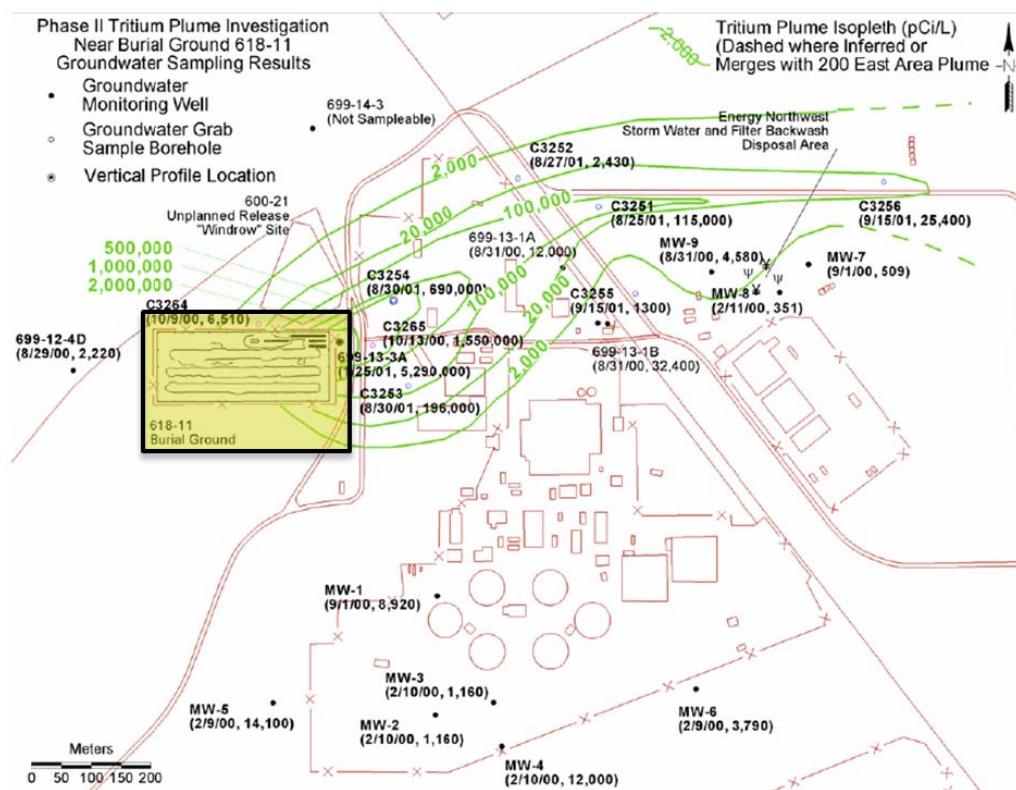 Phase II Tritium Plume Investigation
Near Burial Ground 618-11
Groundwater Sampling Results
Groundwater
Monitoring Well
Groundwater Grab
Sample Borehole
Vertical Profile Location
2,000
Tritium Plume Isopleth (pCi/L)
(Dashed where Inferred or
Merges with 200 East Area Plume
N
699-14-3
(Not Sampleable)
Energy Northwest
Storm Water and Filter Backwash
Disposal Area
C3252
(8/27/01, 2,430)
2,000
20,000
100,000
600-21
Unplanned Release
"Windrow" Site
500,000
1,000,000
2,000,000
C3251
(8/25/01, 115,000)
C3256
(9/15/01, 25,400)
699-13-1A
(8/31/00, 12,000)
MW-9
(8/31/00, 4,580)
MW-7
(9/1/00, 509)
MW-8
(2/11/00, 351)
C3254
(8/30/01, 690,000)
100,000
20,000
2,000
C3255
(9/15/01, 1300)
C3264
(10/9/00, 6,510)
C3265
(10/13/00, 1,550,000)
699-12-4D
(8/29/00, 2,220)
699-13-3A
(1/25/01, 5,290,000)
699-13-1B
(8/31/00, 32,400)
C3253
(8/30/01, 196,000)
618-11
Burial Ground
MW-1
(9/1/00, 8,920)
MW-3
(2/10/00, 1,160)
MW-5
(2/9/00, 14,100)
MW-2
(2/10/00, 1,160)
MW-6
(2/9/00, 3,790)
MW-4
(2/10/00, 12,000)
Meters
0 50 100 150 200